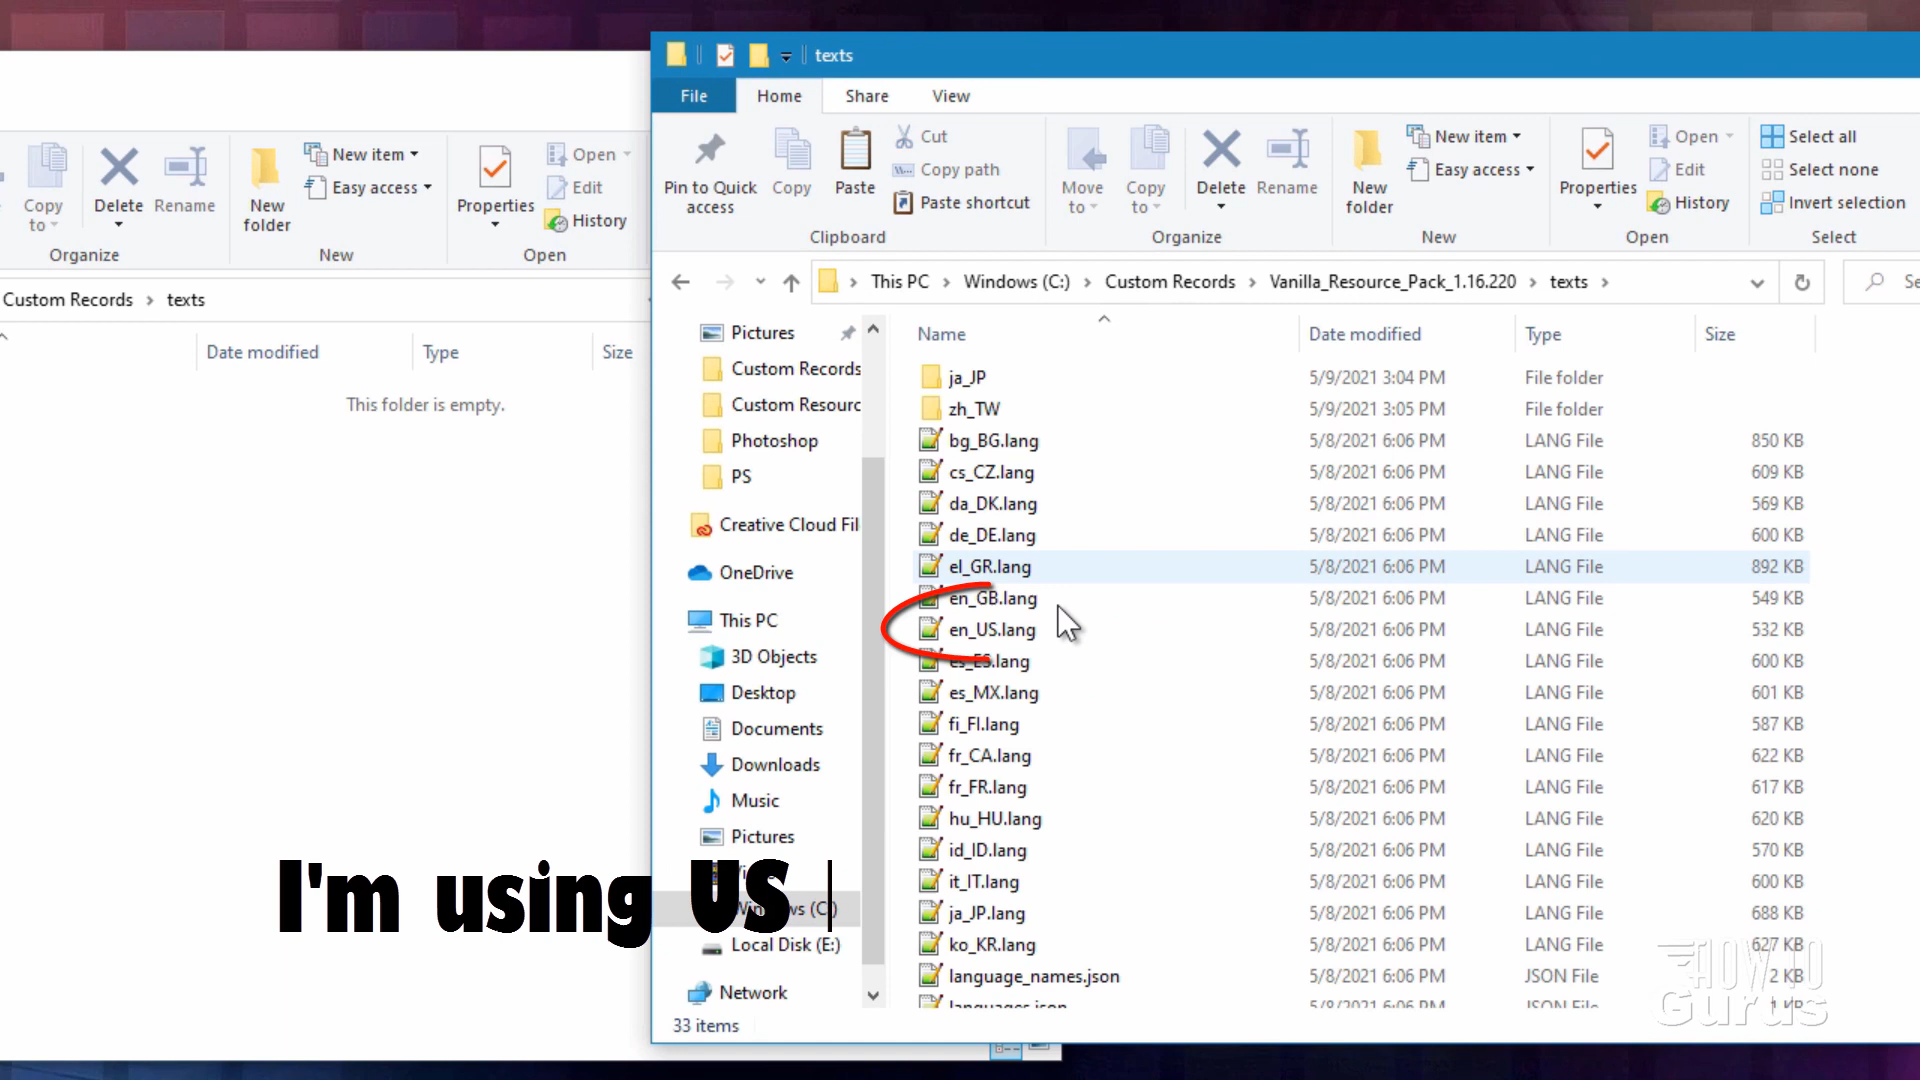 texts
File Home Share View
New item
Easy access
Copy to
Delete
Rename
New folder
Properties
Open
Edit
History
Organize New Open
Custom Records texts
Date modified Type Size
This folder is empty.
Pin to Quick access
Copy
Paste
Cut
Copy path
Paste shortcut
Move to
Copy to
Delete
Rename
New folder
New item
Easy access
Properties
Open
Edit
History
Select all
Select none
Invert selection
Clipboard Organize New Open Select
This PC Windows (C:) Custom Records Vanilla_Resource_Pack_1.16.220 texts
Pictures
Custom Records
Photoshop
PS
OneDrive
This PC
3D Objects
Desktop
Documents
Downloads
Music
Pictures
Local Disk (E:)
Network
Creative Cloud Fil
Custom Resourc
Name Date modified Type Size
ja_JP 5/9/2021 3:04 PM File folder
zh_TW 5/9/2021 3:05 PM File folder
bg_BG.lang 5/8/2021 6:06 PM LANG File 850 KB
cs_CZ.lang 5/8/2021 6:06 PM LANG File 609 KB
da_DK.lang 5/8/2021 6:06 PM LANG File 569 KB
de_DE.lang 5/8/2021 6:06 PM LANG File 600 KB
el_GR.lang 5/8/2021 6:06 PM LANG File 892 KB
en_GB.lang 5/8/2021 6:06 PM LANG File 549 KB
en_US.lang 5/8/2021 6:06 PM LANG File 532 KB
es_ES.lang 5/8/2021 6:06 PM LANG File 600 KB
es_MX.lang 5/8/2021 6:06 PM LANG File 601 KB
fi_FI.lang 5/8/2021 6:06 PM LANG File 587 KB
fr_CA.lang 5/8/2021 6:06 PM LANG File 622 KB
fr_FR.lang 5/8/2021 6:06 PM LANG File 617 KB
hu_HU.lang 5/8/2021 6:06 PM LANG File 620 KB
id_ID.lang 5/8/2021 6:06 PM LANG File 570 KB
it_IT.lang 5/8/2021 6:06 PM LANG File 600 KB
ja_JP.lang 5/8/2021 6:06 PM LANG File 688 KB
ko_KR.lang 5/8/2021 6:06 PM LANG File 627 KB
language_names.json 5/8/2021 6:06 PM JSON File 2 KB
33 items
I'm using US
HOW TO
Gurus